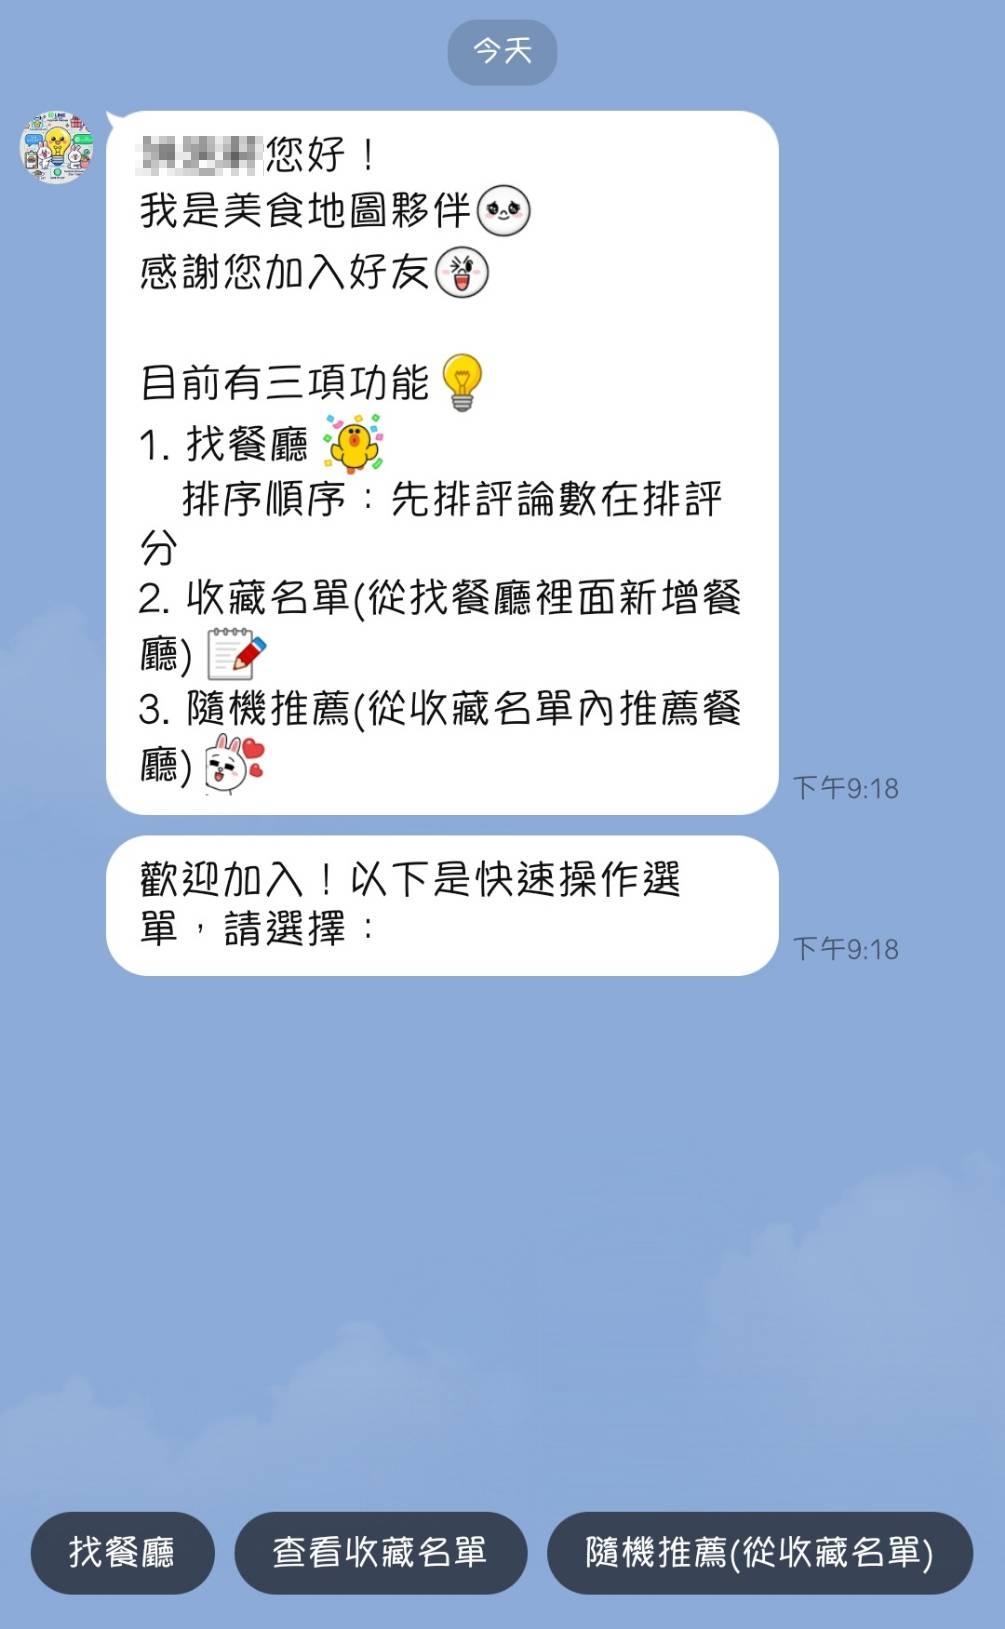 今天
您好！
我是美食地圖夥伴
感謝您加入好友
目前有三項功能
1. 找餐廳
排序順序：先排評論數在排評
分
2. 收藏名單(從找餐廳裡面新增餐
廳)
3. 隨機推薦(從收藏名單內推薦餐
廳)
下午9:18
歡迎加入！以下是快速操作選
單，請選擇：
下午9:18
找餐廳
查看收藏名單
隨機推薦(從收藏名單)